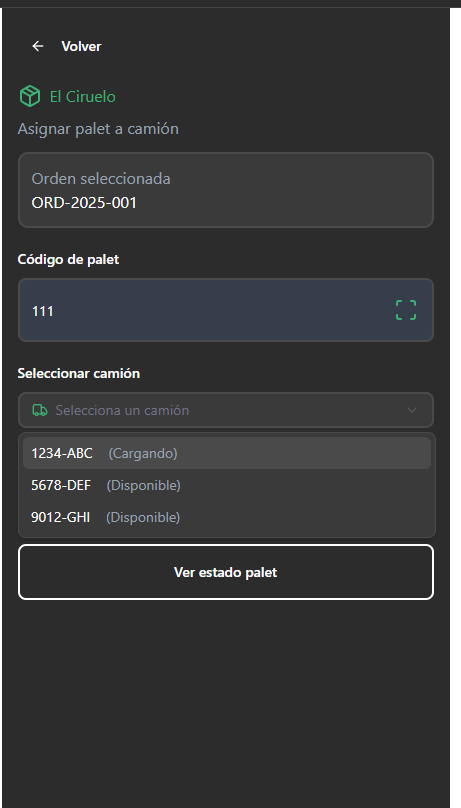 Volver
El Ciruelo
Asignar palet a camión
Orden seleccionada
ORD-2025-001
Código de palet
111
Seleccionar camión
Selecciona un camión
1234-ABC (Cargando)
5678-DEF (Disponible)
9012-GHI (Disponible)
Ver estado palet